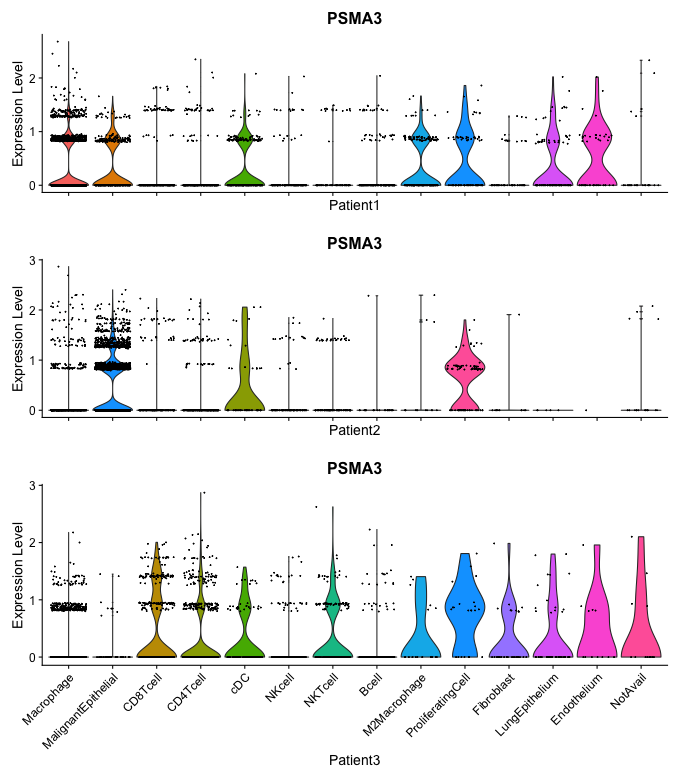 PSMA3
Expression Level
2
1
0
Patient1
PSMA3
Expression Level
3
2
1
0
Patient2
PSMA3
Expression Level
3
2
1
0
Macrophage
MalignantEpithelial
CD8Tcell
CD4Tcell
cDC
NKcell
NKTcell
Bcell
M2Macrophage
ProliferatingCell
Fibroblast
LungEpithelium
Endothelium
NotAvail
Patient3